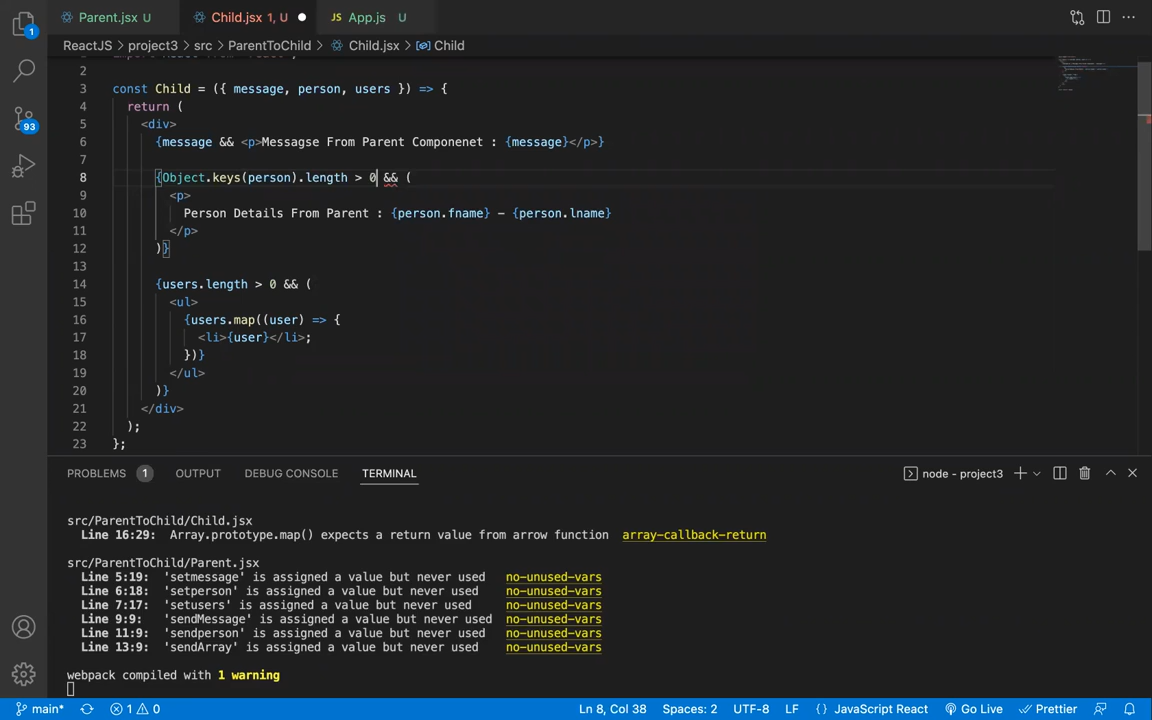 Parent.jsx U
Child.jsx 1, U
JS App.js U
1
ReactJS > project3 > src > ParentToChild > Child.jsx > Child
2
3 const Child = ({ message, person, users }) => {
4 return (
5 <div>
6 {message && <p>Messagse From Parent Componenet : {message}</p>}
7
8 {Object.keys(person).length > 0 && (
9 <p>
10 Person Details From Parent : {person.fname} - {person.lname}
11 </p>
12 )}
13
14 {users.length > 0 && (
15 <ul>
16 {users.map((user) => {
17 <li>{user}</li>;
18 })}
19 </ul>
20 )}
21 </div>
22 );
23 };
93
PROBLEMS 1 OUTPUT DEBUG CONSOLE TERMINAL
node - project3
src/ParentToChild/Child.jsx
Line 16:29: Array.prototype.map() expects a return value from arrow function array-callback-return
src/ParentToChild/Parent.jsx
Line 5:19: 'setmessage' is assigned a value but never used no-unused-vars
Line 6:18: 'setperson' is assigned a value but never used no-unused-vars
Line 7:17: 'setusers' is assigned a value but never used no-unused-vars
Line 9:9: 'sendMessage' is assigned a value but never used no-unused-vars
Line 11:9: 'sendperson' is assigned a value but never used no-unused-vars
Line 13:9: 'sendArray' is assigned a value but never used no-unused-vars
webpack compiled with 1 warning
main* 1 0 Ln 8, Col 38 Spaces: 2 UTF-8 LF {} JavaScript React Go Live Prettier